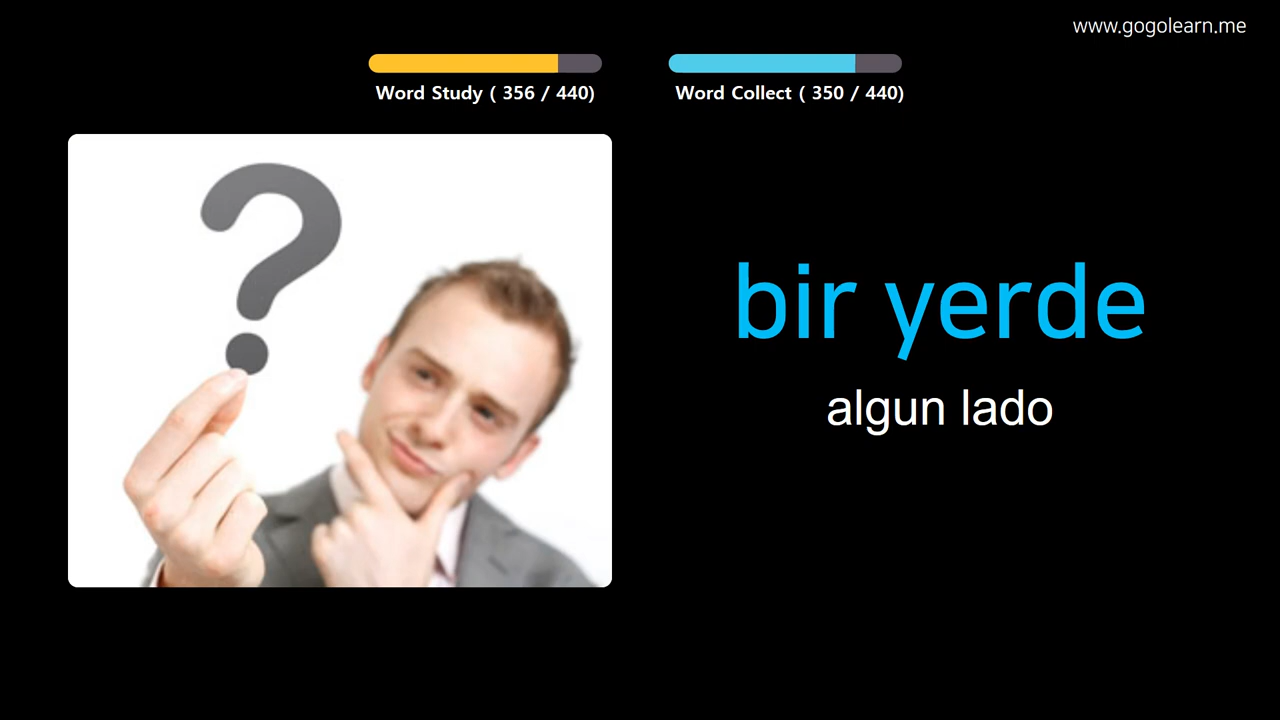 www.gogolearn.me
Word Study ( 356 / 440)
Word Collect ( 350 / 440)
?
bir yerde
algun lado